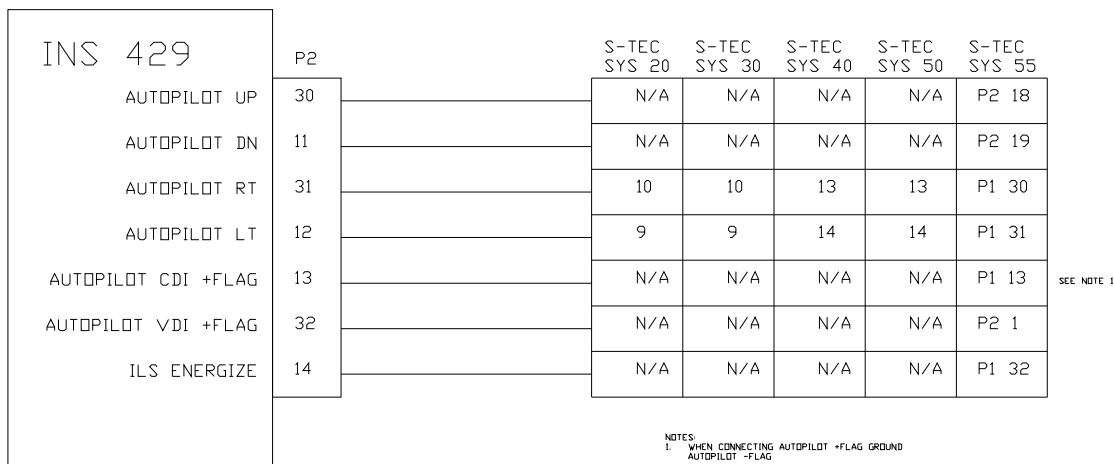 INS 429
P2
S-TEC S-TEC S-TEC S-TEC S-TEC
SYS 20 SYS 30 SYS 40 SYS 50 SYS 55
AUTOPILOT UP 30 N/A N/A N/A N/A P2 18
AUTOPILOT DN 11 N/A N/A N/A N/A P2 19
AUTOPILOT RT 31 10 10 13 13 P1 30
AUTOPILOT LT 12 9 9 14 14 P1 31
AUTOPILOT CDI +FLAG 13 N/A N/A N/A N/A P1 13 SEE NOTE 1
AUTOPILOT VDI +FLAG 32 N/A N/A N/A N/A P2 1
ILS ENERGIZE 14 N/A N/A N/A N/A P1 32
NOTES:
1. WHEN CONNECTING AUTOPILOT +FLAG GROUND
AUTOPILOT -FLAG